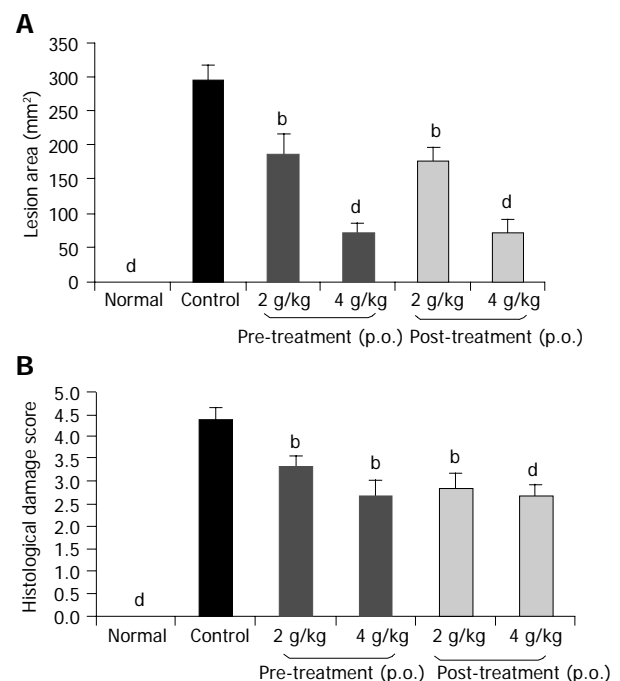 A
Lesion area (mm²)
350
300
250
200
150
100
50
0
d
b
d
b
d
Normal Control 2 g/kg 4 g/kg 2 g/kg 4 g/kg
Pre-treatment (p.o.) Post-treatment (p.o.)
B
Histological damage score
5.0
4.5
4.0
3.5
3.0
2.5
2.0
1.5
1.0
0.5
0.0
d
b
b
b
d
Normal Control 2 g/kg 4 g/kg 2 g/kg 4 g/kg
Pre-treatment (p.o.) Post-treatment (p.o.)